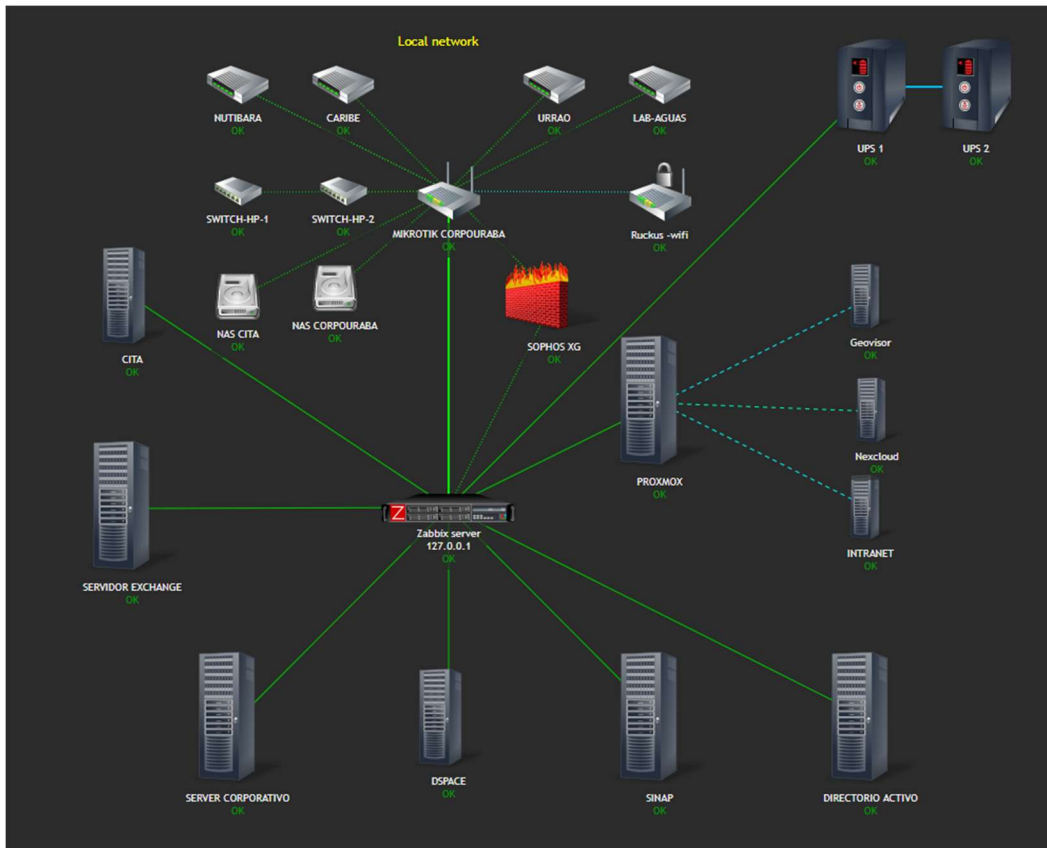 Local network
NUTIBARA
OK
CARIBE
OK
URRAO
OK
LAB-AGUAS
OK
UPS 1
OK
UPS 2
OK
SWITCH-HP-1
OK
SWITCH-HP-2
OK
MIKROTIK CORPOURABA
OK
Ruckus -wifi
OK
CITA
OK
NAS CITA
OK
NAS CORPOURABA
OK
SOPHOS XG
OK
Geovisor
OK
PROXMOX
OK
Nexcloud
OK
INTRANET
OK
Z
Zabbix server
127.0.0.1
OK
SERVIDOR EXCHANGE
OK
SERVER CORPORATIVO
OK
DSPACE
OK
SINAP
OK
DIRECTORIO ACTIVO
OK